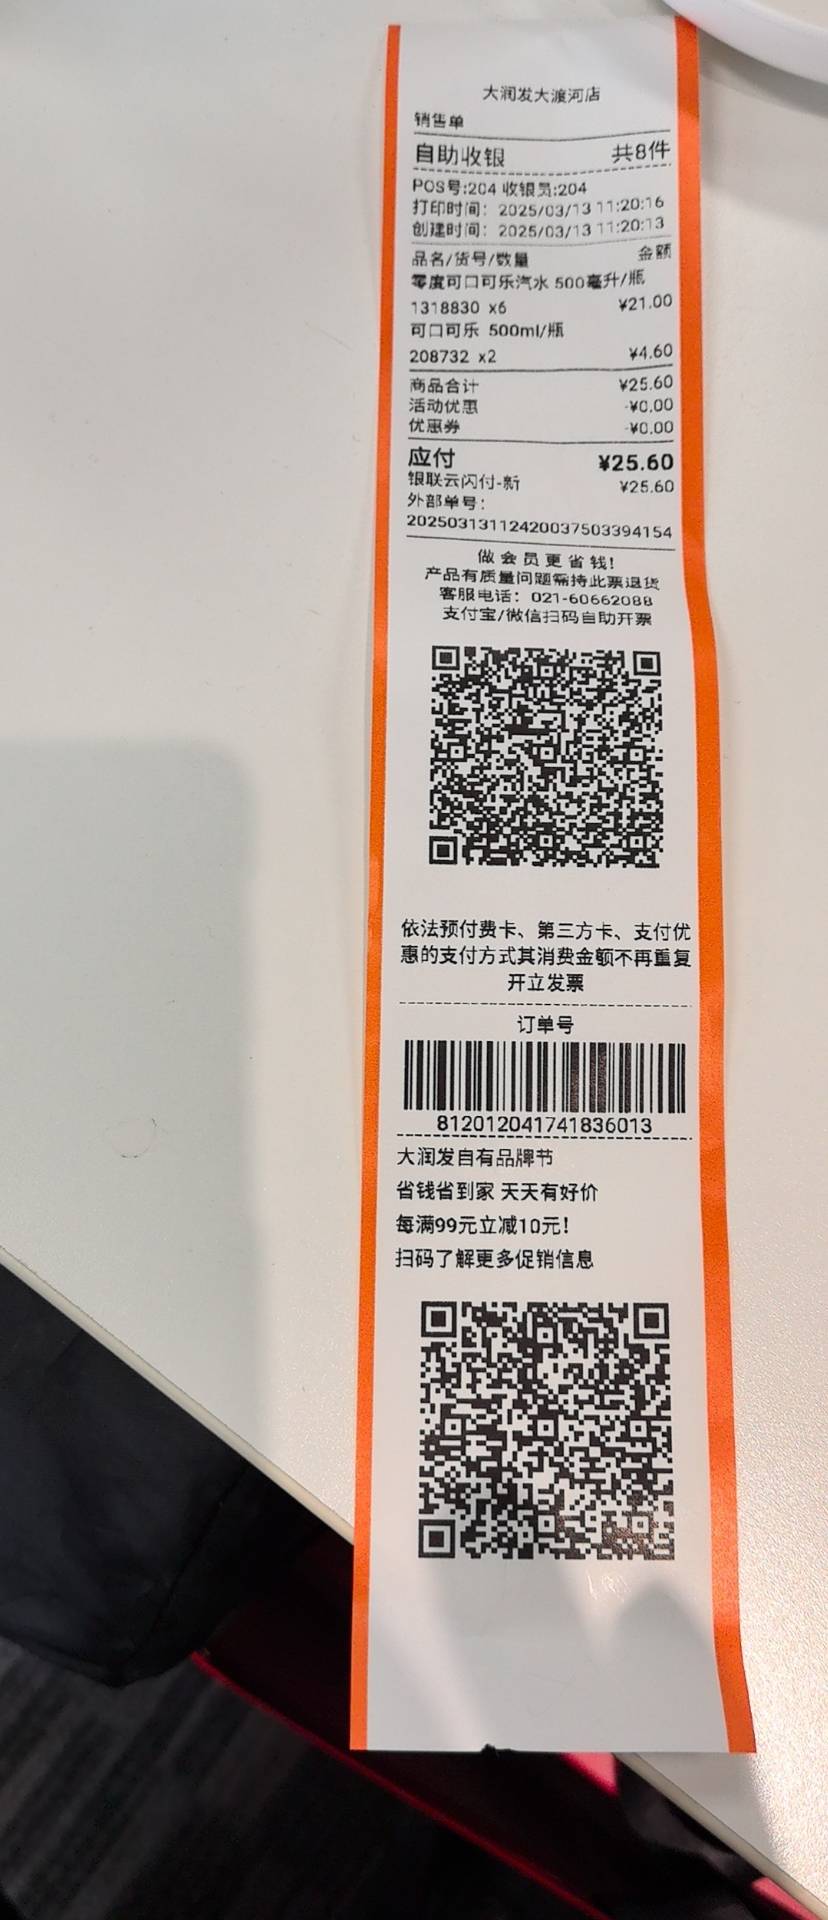 大润发大渡河店
销售单
自助收银 共8件
POS号:204 收银员:204
打印时间: 2025/03/13 11:20:16
创建时间: 2025/03/13 11:20:13
品名/货号/数量 金额
零度可口可乐汽水 500毫升/瓶
1318830 x6 ¥21.00
可口可乐 500ml/瓶
208732 x2 ¥4.60
商品合计 ¥25.60
活动优惠 -¥0.00
优惠券 -¥0.00
应付 ¥25.60
银联云闪付-新 ¥25.60
外部单号:
2025031311242003750339​4154
做会员更省钱!
产品有质量问题需持此票退货
客服电话: 021-60662088
支付宝/微信扫码自助开票
依法预付费卡、第三方卡、支付优
惠的支付方式其消费金额不再重复
开立发票
订单号
812012041741836013
大润发自有品牌节
省钱省到家 天天有好价
每满99元立减10元!
扫码了解更多促销信息